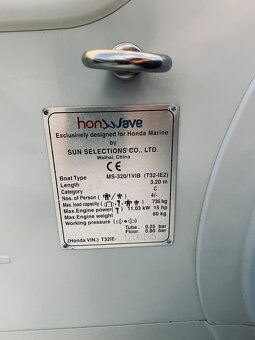 honwave
Exclusively designed for Honda Marine
by
SUN SELECTIONS CO., LTD.
Weihai, China
CE
Boat Type MS-320/1VIB (T32-IE2)
Length 3.20 m
Category C
Nos. of Person 4/-
Max. load capacity 735 kg
Max. Engine power 11.03 kW 15 hp
Max. Engine weight 60 kg
Working pressure Tube. 0.25 bar
Floor. 0.80 bar
(Honda VIN.) T32IE-